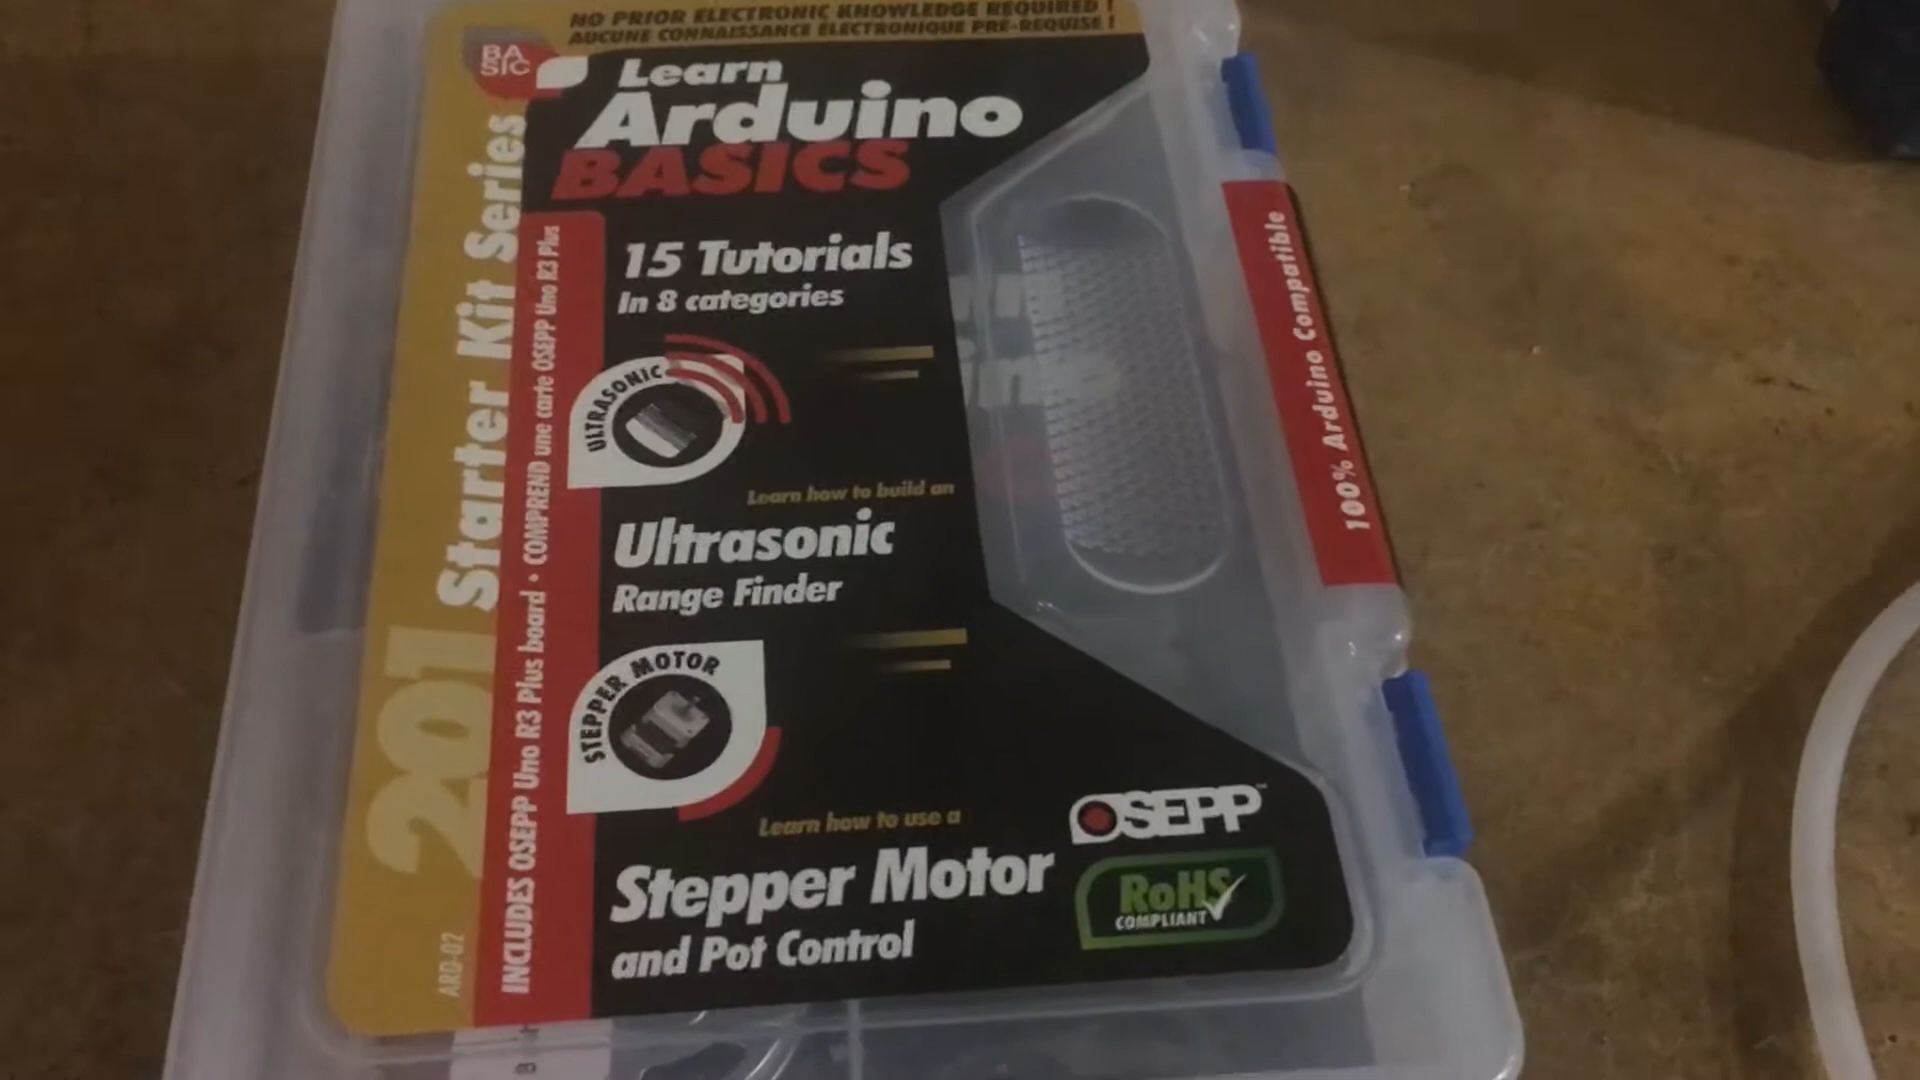 NO PRIOR ELECTRONIC KNOWLEDGE REQUIRED !
AUCUNE CONNAISSANCE ÉLECTRONIQUE PRÉ-REQUISE !
BA
SIC
Learn
Arduino
BASICS
201 Starter Kit Series
INCLUDES OSEPP Uno R3 Plus board • COMPREND une carte OSEPP Uno R3 Plus
ARD-02
15 Tutorials
In 8 categories
ULTRASONIC
Learn how to build an
Ultrasonic
Range Finder
STEPPER MOTOR
Learn how to use a
Stepper Motor
and Pot Control
OSEPP™
RoHS
COMPLIANT
100% Arduino Compatible